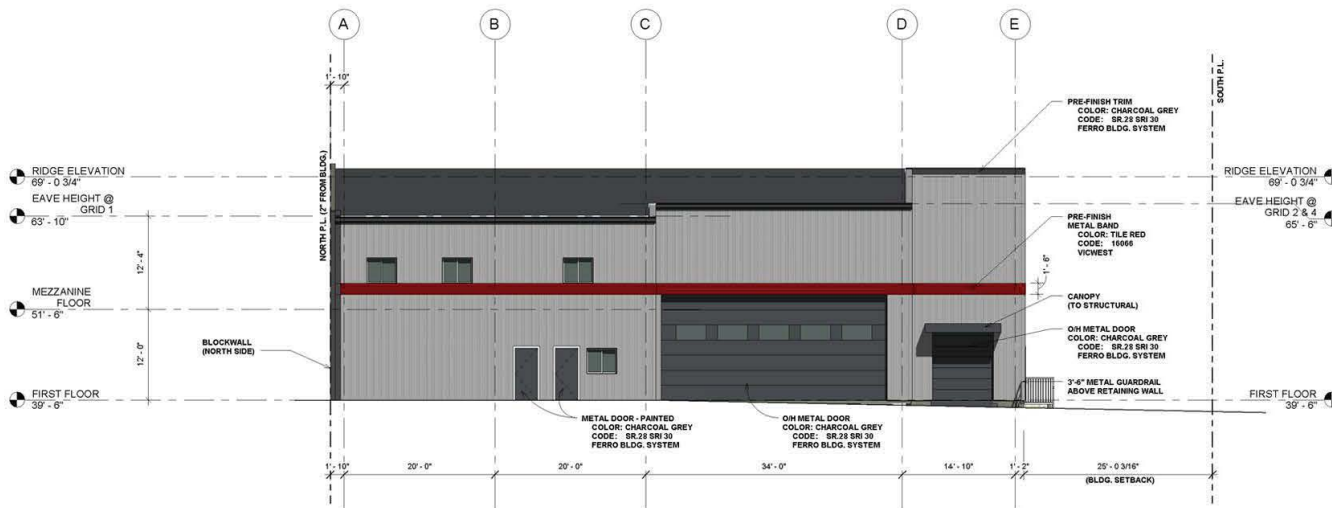 A
B
C
D
E
1' - 10"
NORTH P.L. (2" FROM BLDG.)
SOUTH P.L.
PRE-FINISH TRIM
COLOR: CHARCOAL GREY
CODE: SR.28 SRI 30
FERRO BLDG. SYSTEM
RIDGE ELEVATION
69' - 0 3/4"
EAVE HEIGHT @
GRID 1
63' - 10"
12' - 4"
MEZZANINE
FLOOR
51' - 6"
12' - 0"
BLOCKWALL
(NORTH SIDE)
FIRST FLOOR
39' - 6"
RIDGE ELEVATION
69' - 0 3/4"
EAVE HEIGHT @
GRID 2 & 4
65' - 6"
PRE-FINISH
METAL BAND
COLOR: TILE RED
CODE: 16066
VICWEST
1' - 6"
CANOPY
(TO STRUCTURAL)
O/H METAL DOOR
COLOR: CHARCOAL GREY
CODE: SR.28 SRI 30
FERRO BLDG. SYSTEM
3'-6" METAL GUARDRAIL
ABOVE RETAINING WALL
FIRST FLOOR
39' - 6"
METAL DOOR - PAINTED
COLOR: CHARCOAL GREY
CODE: SR.28 SRI 30
FERRO BLDG. SYSTEM
O/H METAL DOOR
COLOR: CHARCOAL GREY
CODE: SR.28 SRI 30
FERRO BLDG. SYSTEM
1' - 10"
20' - 0"
20' - 0"
34' - 0"
14' - 10"
1' - 2"
25' - 0 3/16"
(BLDG. SETBACK)